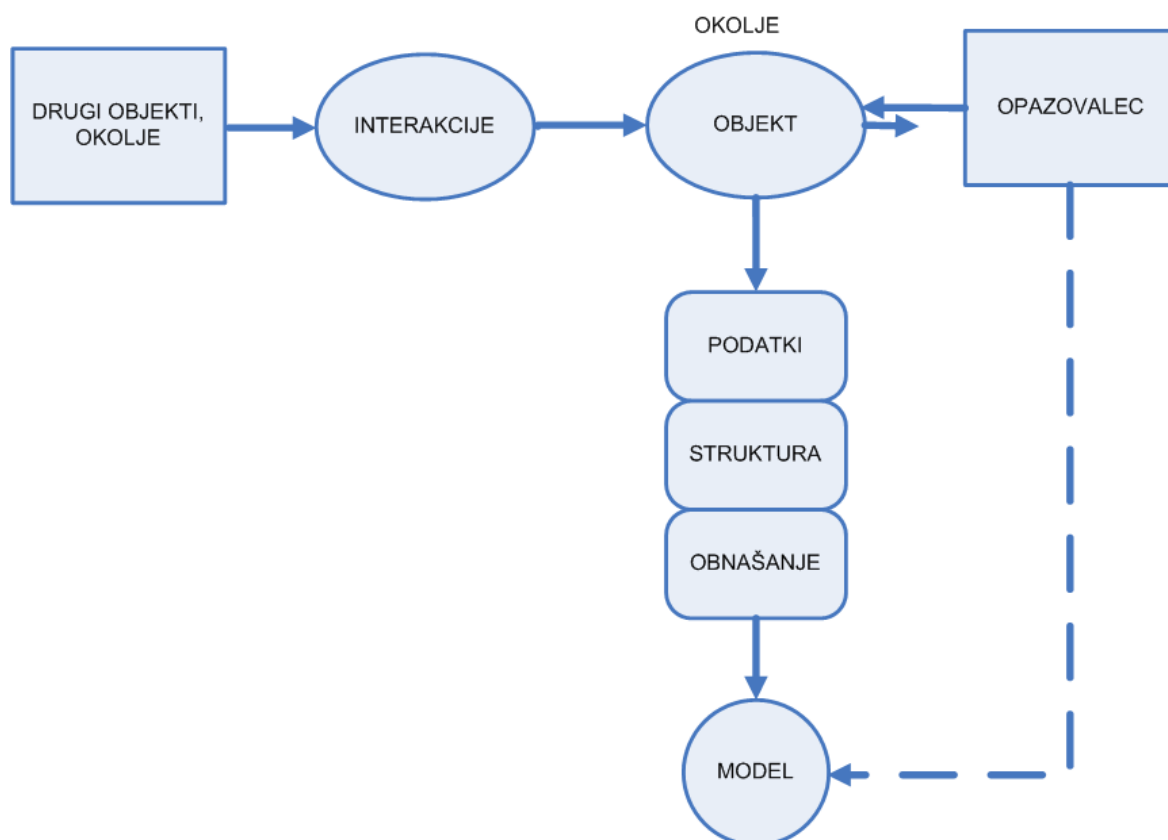 OKOLJE
DRUGI OBJEKTI,
OKOLJE
INTERAKCIJE
OBJEKT
OPAZOVALEC
PODATKI
STRUKTURA
OBNAŠANJE
MODEL